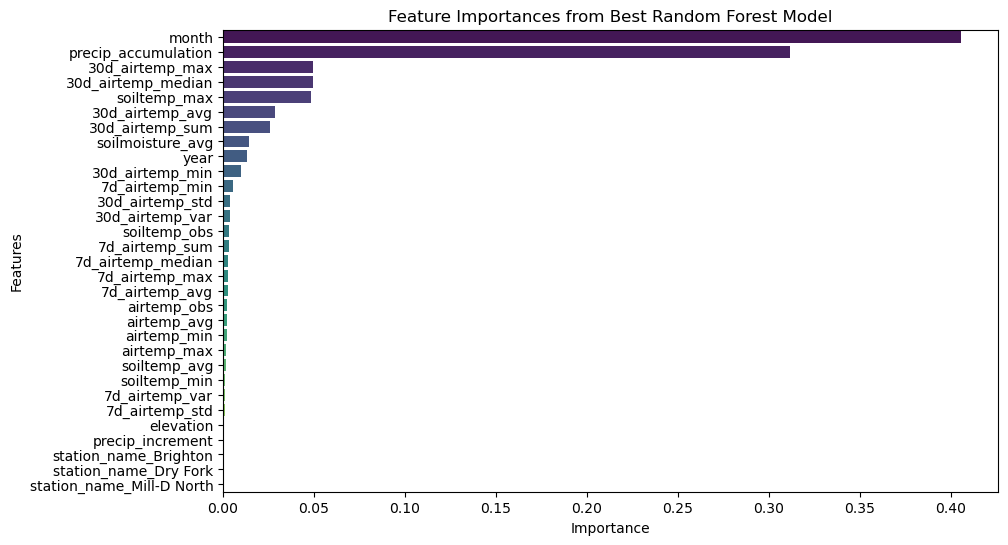 Feature Importances from Best Random Forest Model
month
precip_accumulation
30d_airtemp_max
30d_airtemp_median
soiltemp_max
30d_airtemp_avg
30d_airtemp_sum
soilmoisture_avg
year
30d_airtemp_min
7d_airtemp_min
30d_airtemp_std
30d_airtemp_var
soiltemp_obs
7d_airtemp_sum
7d_airtemp_median
7d_airtemp_max
7d_airtemp_avg
airtemp_obs
airtemp_avg
airtemp_min
airtemp_max
soiltemp_avg
soiltemp_min
7d_airtemp_var
7d_airtemp_std
elevation
precip_increment
station_name_Brighton
station_name_Dry Fork
station_name_Mill-D North
Features
0.00 0.05 0.10 0.15 0.20 0.25 0.30 0.35 0.40
Importance